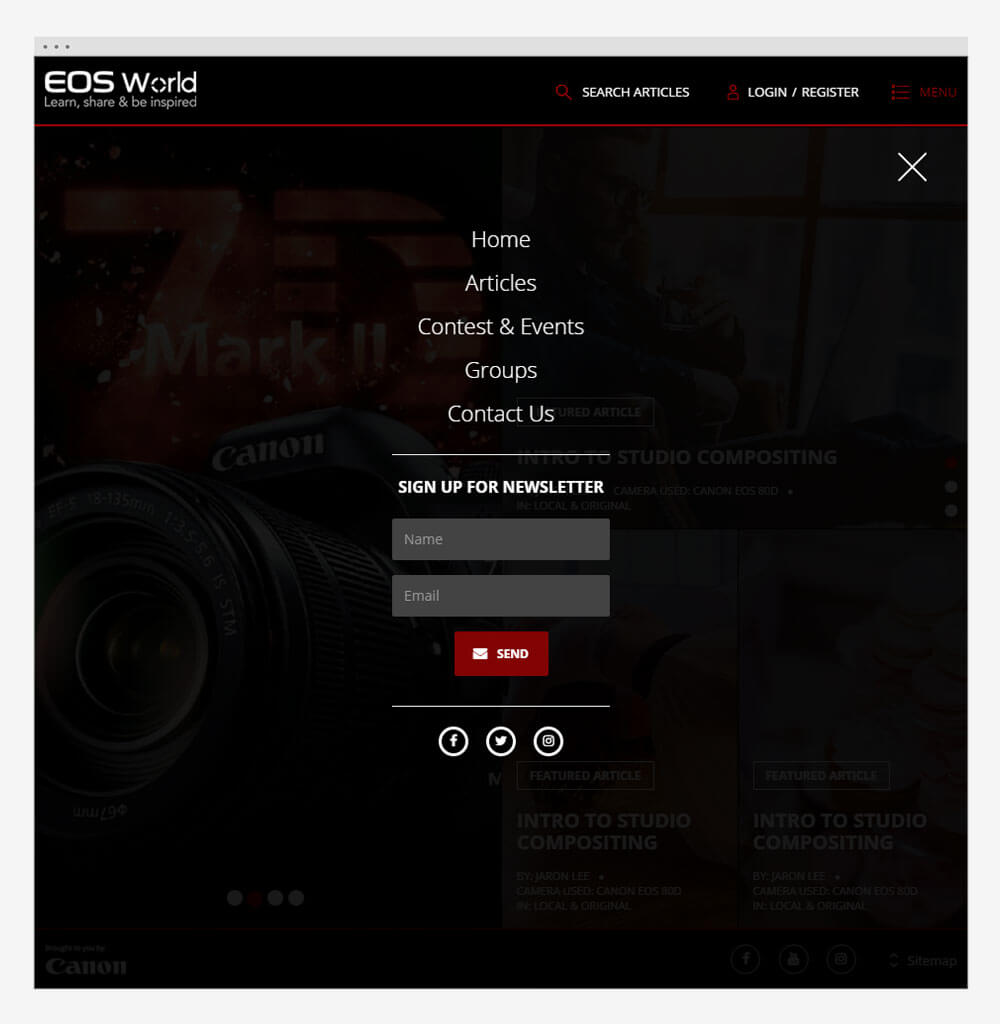 EOS World
Learn, share & be inspired
SEARCH ARTICLES
LOGIN / REGISTER
MENU
7D
Mark II
Canon
EF-S 18-135mm 1:3.5-5.6 IS STM
Φ67mm
Home
Articles
Contest & Events
Groups
Contact Us
SIGN UP FOR NEWSLETTER
Name
Email
SEND
M
URED ARTICLE
INTRO TO STUDIO COMPOSITING
CAMERA USED: CANON EOS 80D
IN: LOCAL & ORIGINAL
FEATURED ARTICLE
INTRO TO STUDIO
COMPOSITING
BY: JARON LEE
CAMERA USED: CANON EOS 80D
IN: LOCAL & ORIGINAL
FEATURED ARTICLE
INTRO TO STUDIO
COMPOSITING
BY: JARON LEE
CAMERA USED: CANON EOS 80D
IN: LOCAL & ORIGINAL
Brought to you by:
Canon
Sitemap